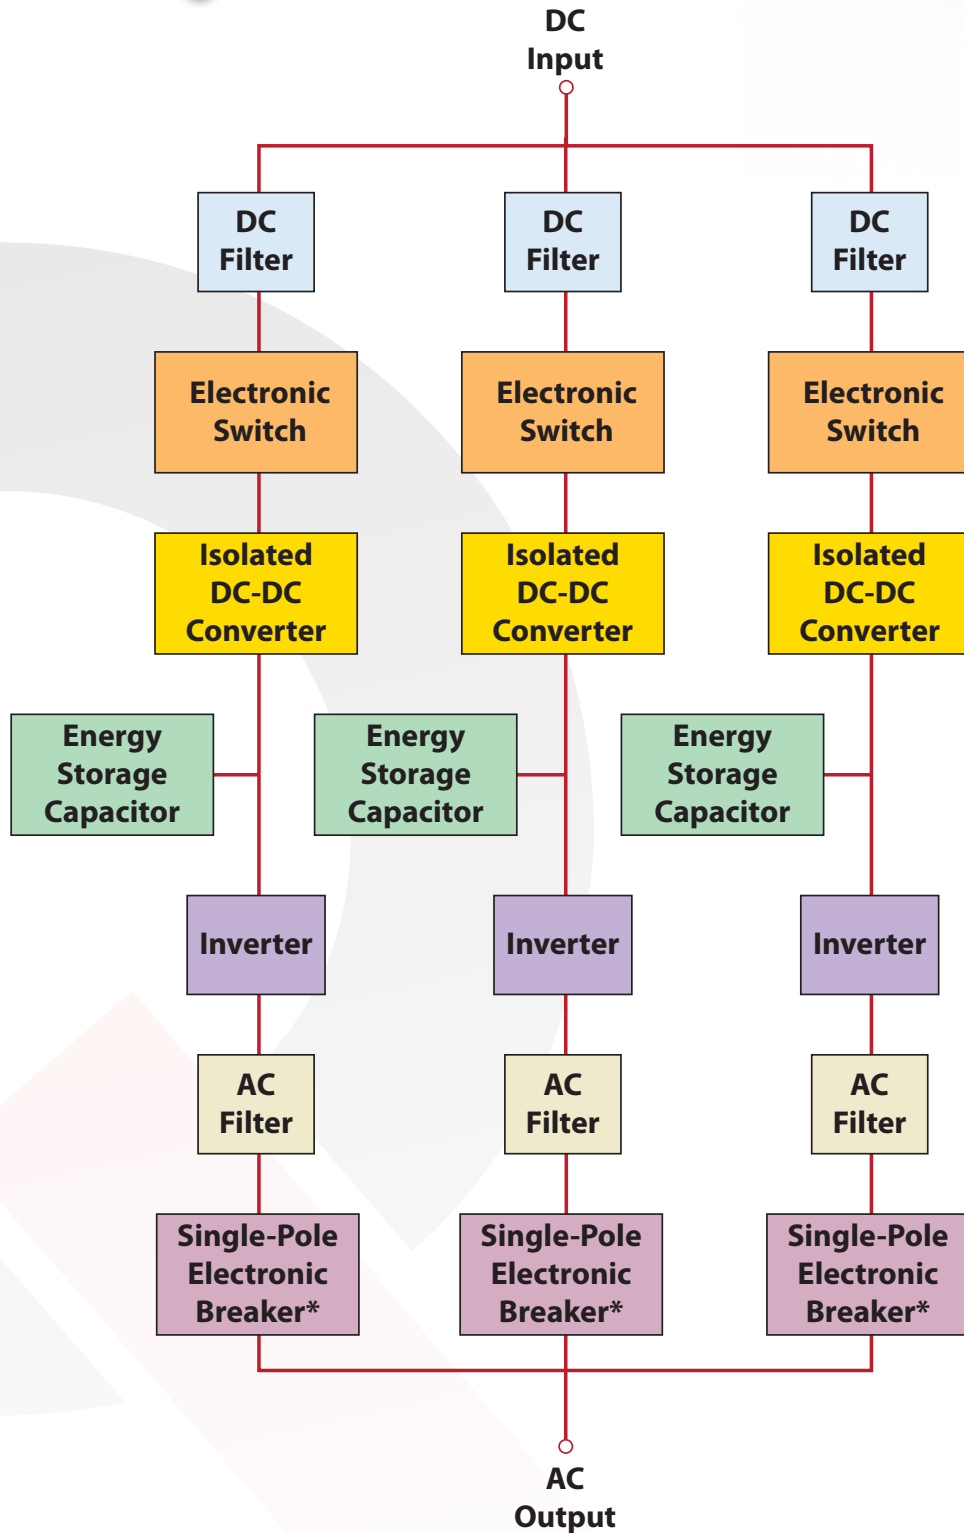 DC
Input
DC
Filter
DC
Filter
DC
Filter
Electronic
Switch
Electronic
Switch
Electronic
Switch
Isolated
DC-DC
Converter
Isolated
DC-DC
Converter
Isolated
DC-DC
Converter
Energy
Storage
Capacitor
Energy
Storage
Capacitor
Energy
Storage
Capacitor
Inverter
Inverter
Inverter
AC
Filter
AC
Filter
AC
Filter
Single-Pole
Electronic
Breaker*
Single-Pole
Electronic
Breaker*
Single-Pole
Electronic
Breaker*
AC
Output